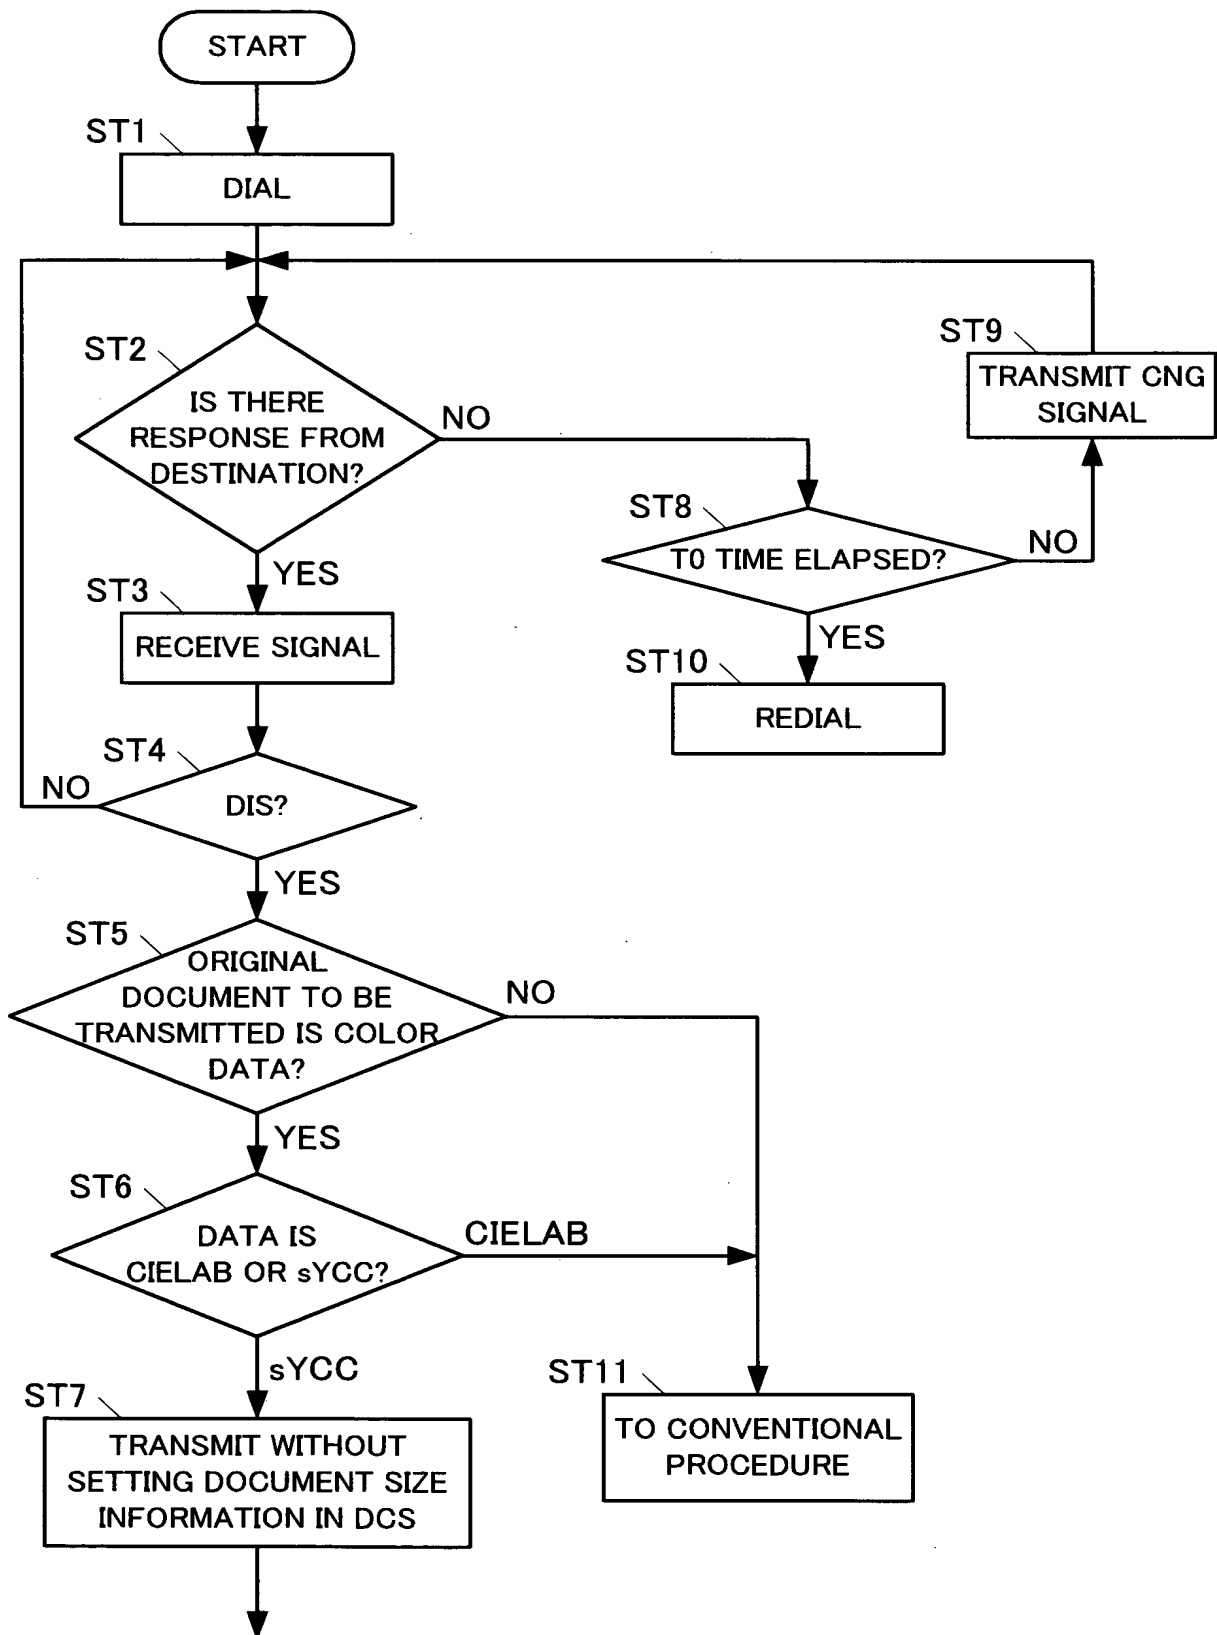 START
ST1
DIAL
ST2
IS THERE
RESPONSE FROM
DESTINATION?
NO
ST9
TRANSMIT CNG
SIGNAL
ST8
T0 TIME ELAPSED?
NO
YES
ST3
RECEIVE SIGNAL
YES
ST10
REDIAL
ST4
NO
DIS?
YES
ST5
ORIGINAL
DOCUMENT TO BE
TRANSMITTED IS COLOR
DATA?
NO
YES
ST6
DATA IS
CIELAB OR sYCC?
CIELAB
sYCC
ST7
TRANSMIT WITHOUT
SETTING DOCUMENT SIZE
INFORMATION IN DCS
ST11
TO CONVENTIONAL
PROCEDURE